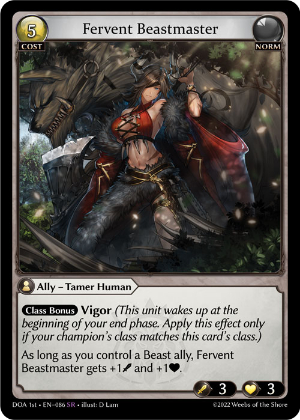 5
Fervent Beastmaster
COST
NORM
Ally – Tamer Human
Class Bonus Vigor (This unit wakes up at the
beginning of your end phase. Apply this effect only
if your champion's class matches this card's class.)
As long as you control a Beast ally, Fervent
Beastmaster gets +1 and +1.
3
3
DOA 1st • EN-086 SR • illust: D Lam
©2022 Weebs of the Shore